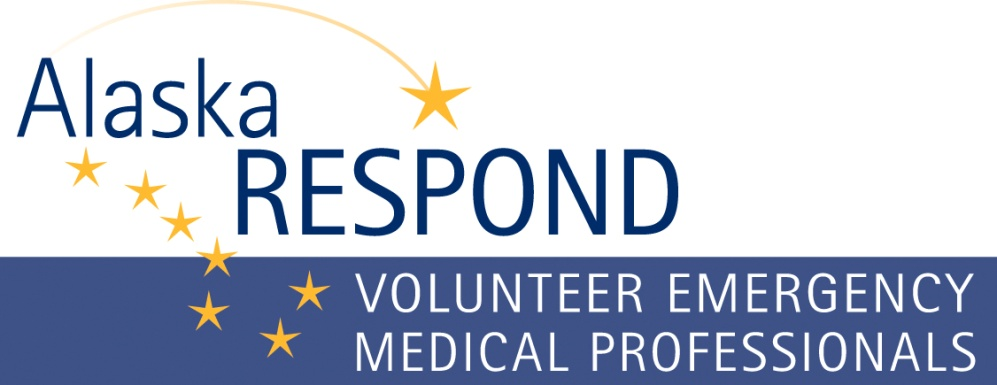 Alaska
RESPOND
VOLUNTEER EMERGENCY
MEDICAL PROFESSIONALS